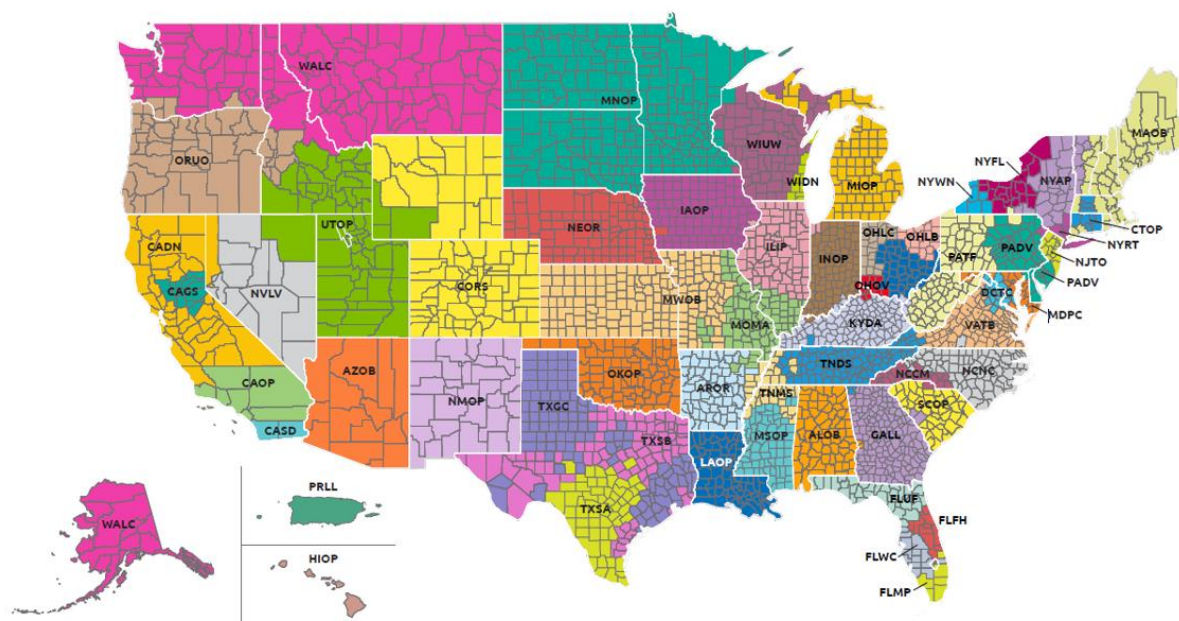 WALC
MNOP
MAOB
ORUO
WIUW
NYFL
NYWN
NYAP
WIDN
MIOP
IAOP
CTOP
NEOR
UTOP
OHLC
OHLB
PADV
NYRT
CADN
ILIP
INOP
PATF
NJTO
CAGS
NVLV
CORS
MWOB
OHOV
DCTC
PADV
MOMA
MDPC
KYDA
VATB
CAOP
AZOB
OKOP
TNDS
NCCM
NCNC
NMOP
TXGC
AROR
TNMS
SCOP
CASD
TXSB
MSOP
ALOB
GALL
LAOP
PRLL
FLUF
TXSA
FLFH
WALC
HIOP
FLWC
FLMP